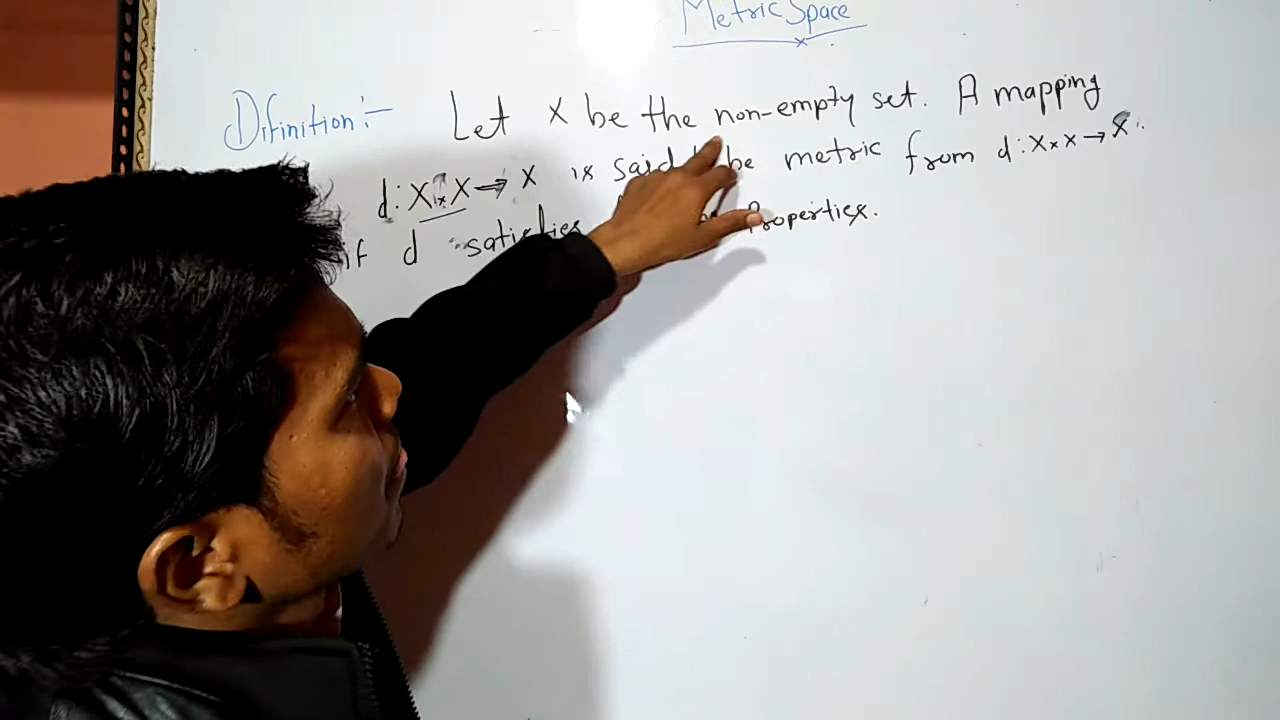 Metric Space
Difinition:- Let X be the non-empty set. A mapping
d: X × X → X is said be metric from d: X × X → X
if d satisfies Properties.